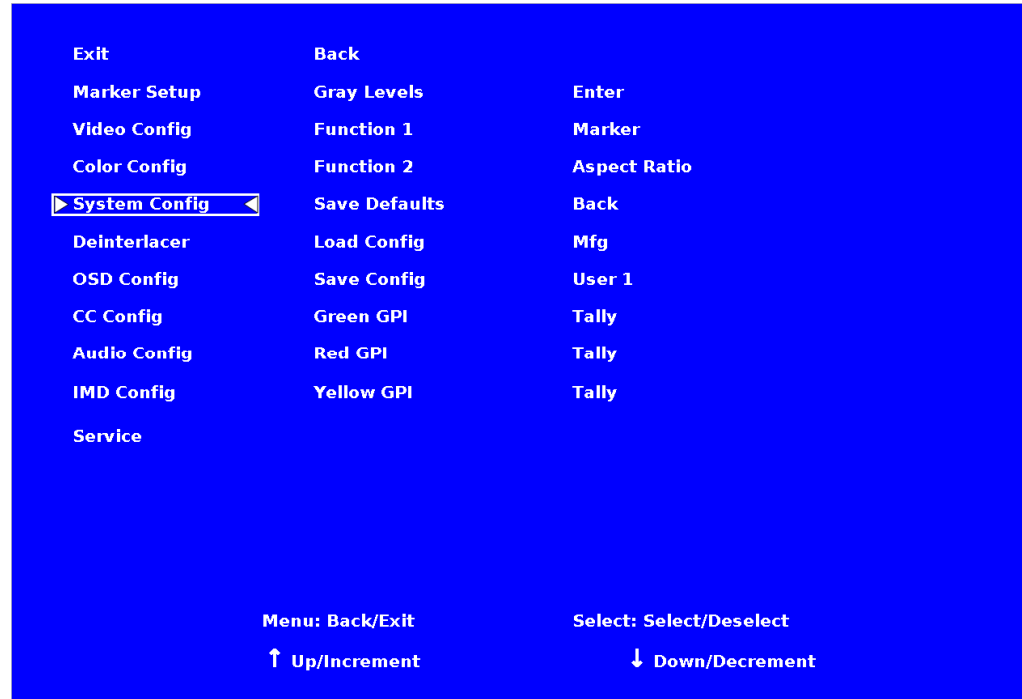 Exit Back
Marker Setup Gray Levels Enter
Video Config Function 1 Marker
Color Config Function 2 Aspect Ratio
System Config Save Defaults Back
Deinterlacer Load Config Mfg
OSD Config Save Config User 1
CC Config Green GPI Tally
Audio Config Red GPI Tally
IMD Config Yellow GPI Tally
Service
Menu: Back/Exit Select: Select/Deselect
↑ Up/Increment ↓ Down/Decrement